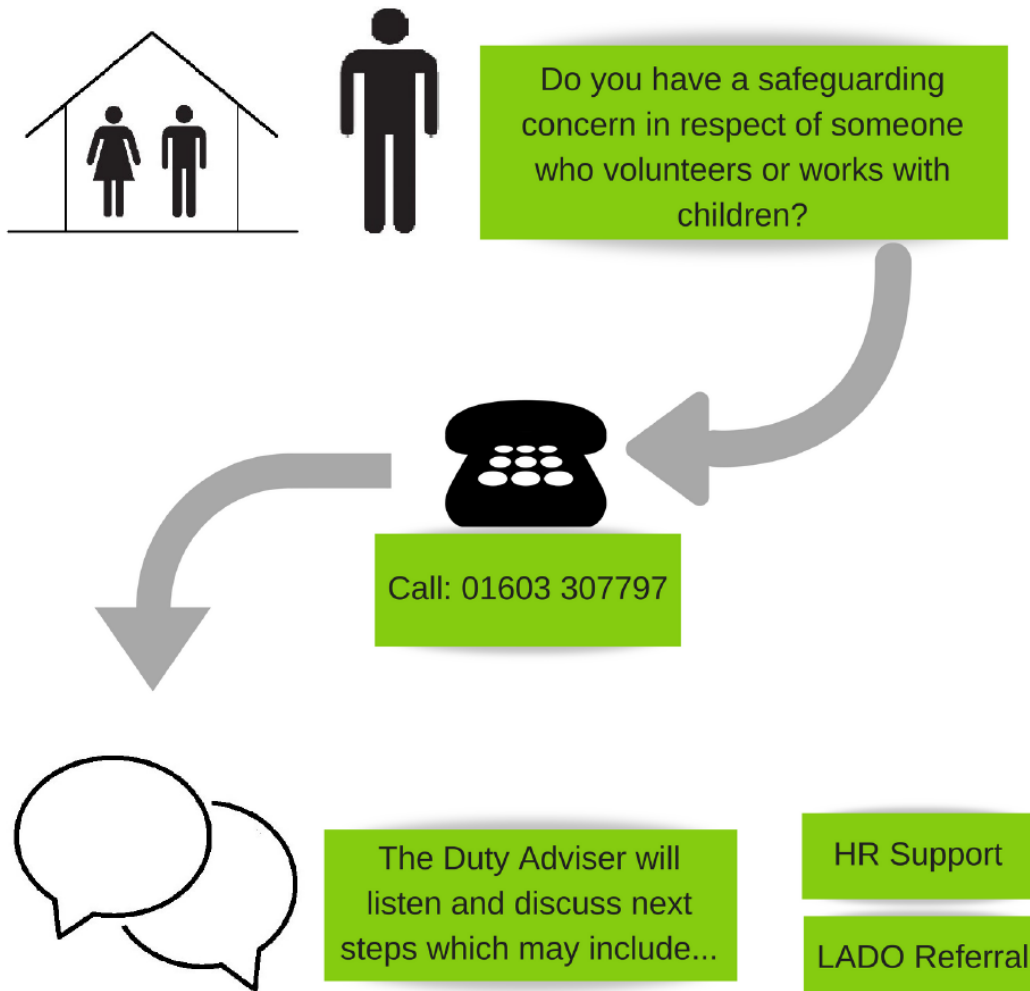 Do you have a safeguarding
concern in respect of someone
who volunteers or works with
children?
Call: 01603 307797
The Duty Adviser will
listen and discuss next
steps which may include...
HR Support
LADO Referral